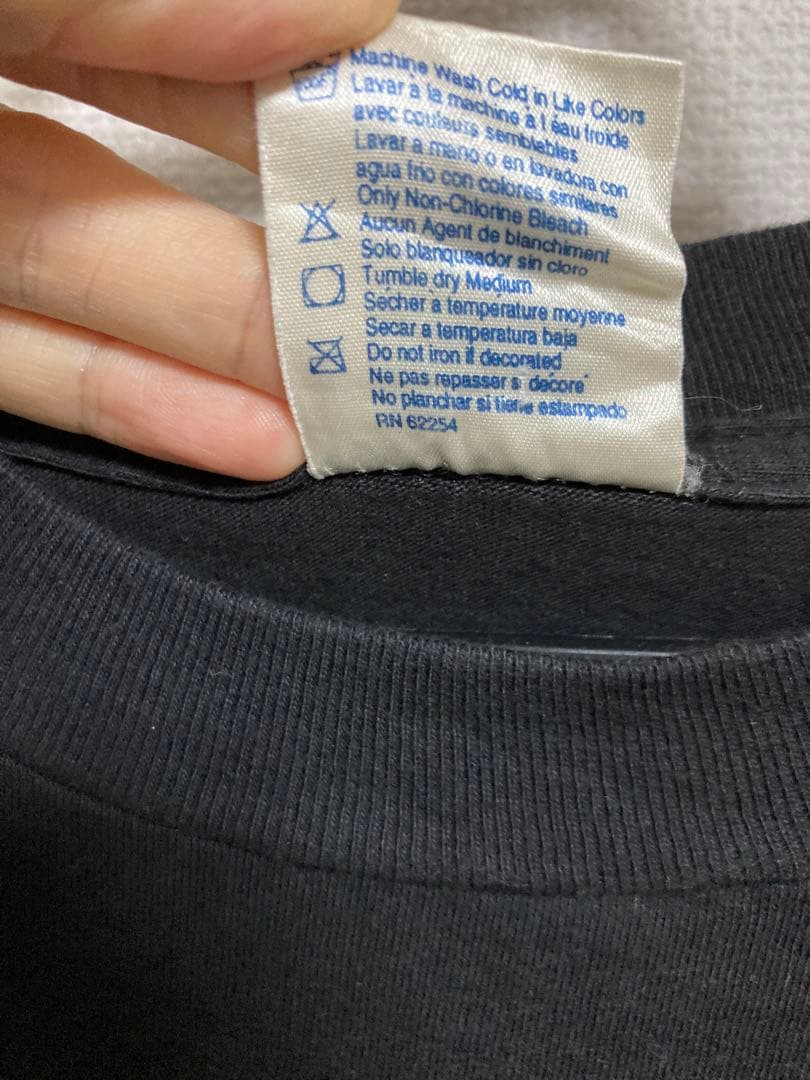 Machine Wash Cold in Like Colors
Lavar a la machine a l éau froide
avec couleurs semblables
Lavar a mano o en lavadora con
agua frio con colores similares
Only Non-Chlorine Bleach
Aucun Agent de blanchiment
Solo blanqueador sin cloro
Tumble dry Medium
Sécher a temperature moyenne
Secar a temperatura baja
Do not iron if decorated
Ne pas repasser si décoré
No planchar si tiene estampado
RN 62254